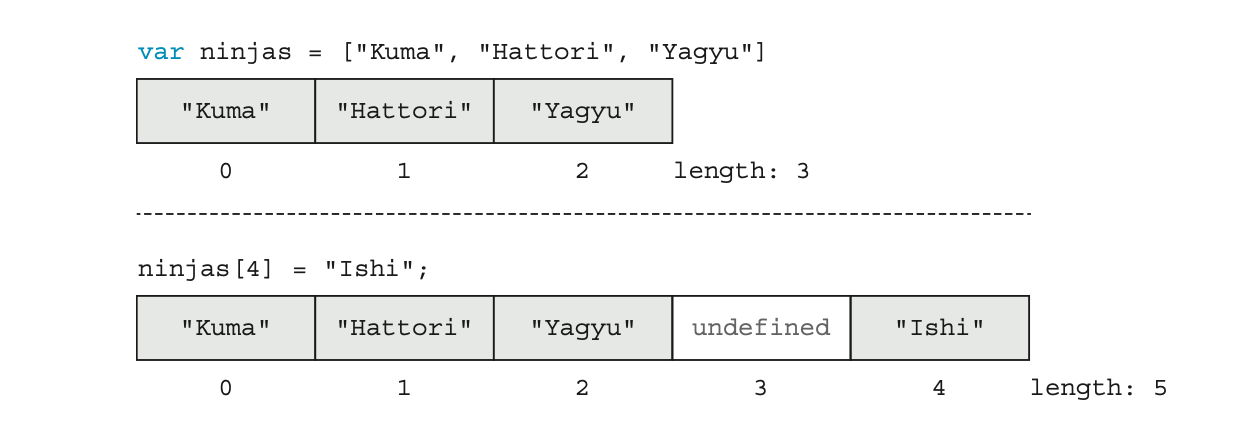 var ninjas = ["Kuma", "Hattori", "Yagyu"]
"Kuma" "Hattori" "Yagyu"
0 1 2 length: 3
ninjas[4] = "Ishi";
"Kuma" "Hattori" "Yagyu" undefined "Ishi"
0 1 2 3 4 length: 5